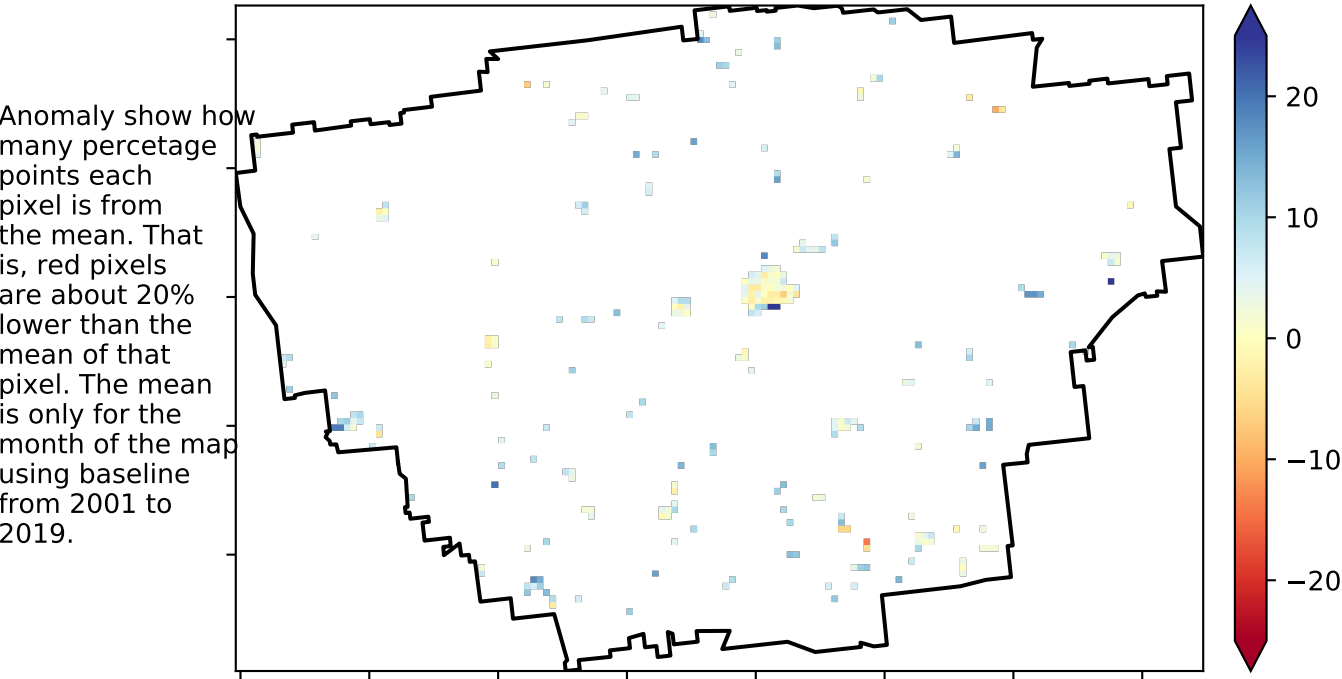 Anomaly show how
many percetage
points each
pixel is from
the mean. That
is, red pixels
are about 20%
lower than the
mean of that
pixel. The mean
is only for the
month of the map
using baseline
from 2001 to
2019.
20
10
0
−10
−20